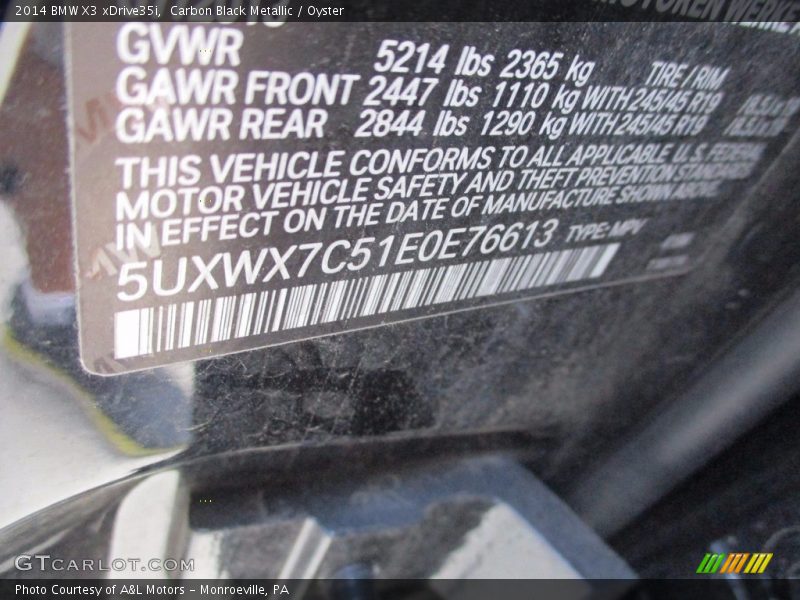 2014 BMW X3 xDrive35i, Carbon Black Metallic / Oyster
MOTOREN WERKE
GVWR 5214 lbs 2365 kg TIRE / RIM
GAWR FRONT 2447 lbs 1110 kg WITH 245/45 R19
GAWR REAR 2844 lbs 1290 kg WITH 245/45 R19
THIS VEHICLE CONFORMS TO ALL APPLICABLE U.S. FEDERAL
MOTOR VEHICLE SAFETY AND THEFT PREVENTION STANDARDS
IN EFFECT ON THE DATE OF MANUFACTURE SHOWN ABOVE
5UXWX7C51E0E76613 TYPE: MPV
GTCARLOT.COM
Photo Courtesy of A&L Motors - Monroeville, PA